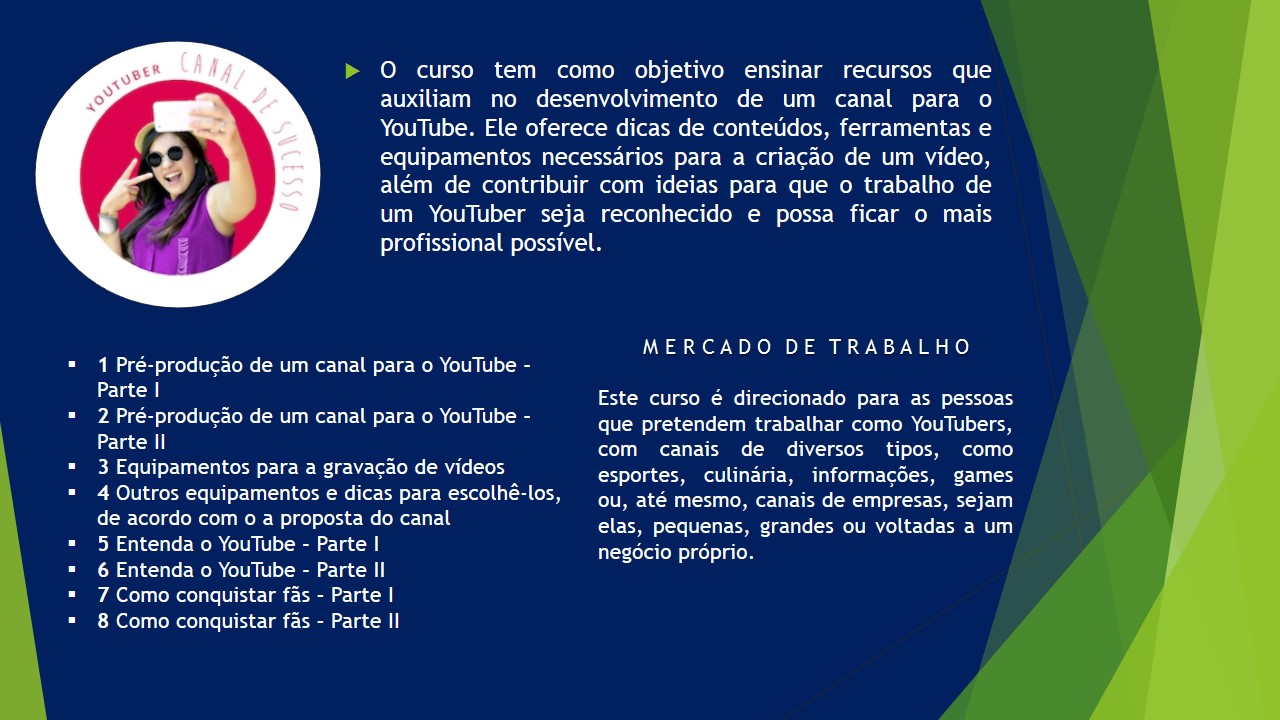 YOUTUBER CANAL DE SUCESSO
O curso tem como objetivo ensinar recursos que
auxiliam no desenvolvimento de um canal para o
YouTube. Ele oferece dicas de conteúdos, ferramentas e
equipamentos necessários para a criação de um vídeo,
além de contribuir com ideias para que o trabalho de
um YouTuber seja reconhecido e possa ficar o mais
profissional possível.
1 Pré-produção de um canal para o YouTube –
Parte I
2 Pré-produção de um canal para o YouTube –
Parte II
3 Equipamentos para a gravação de vídeos
4 Outros equipamentos e dicas para escolhê-los,
de acordo com o a proposta do canal
5 Entenda o YouTube – Parte I
6 Entenda o YouTube – Parte II
7 Como conquistar fãs – Parte I
8 Como conquistar fãs – Parte II
MERCADO DE TRABALHO
Este curso é direcionado para as pessoas
que pretendem trabalhar como YouTubers,
com canais de diversos tipos, como
esportes, culinária, informações, games
ou, até mesmo, canais de empresas, sejam
elas, pequenas, grandes ou voltadas a um
negócio próprio.